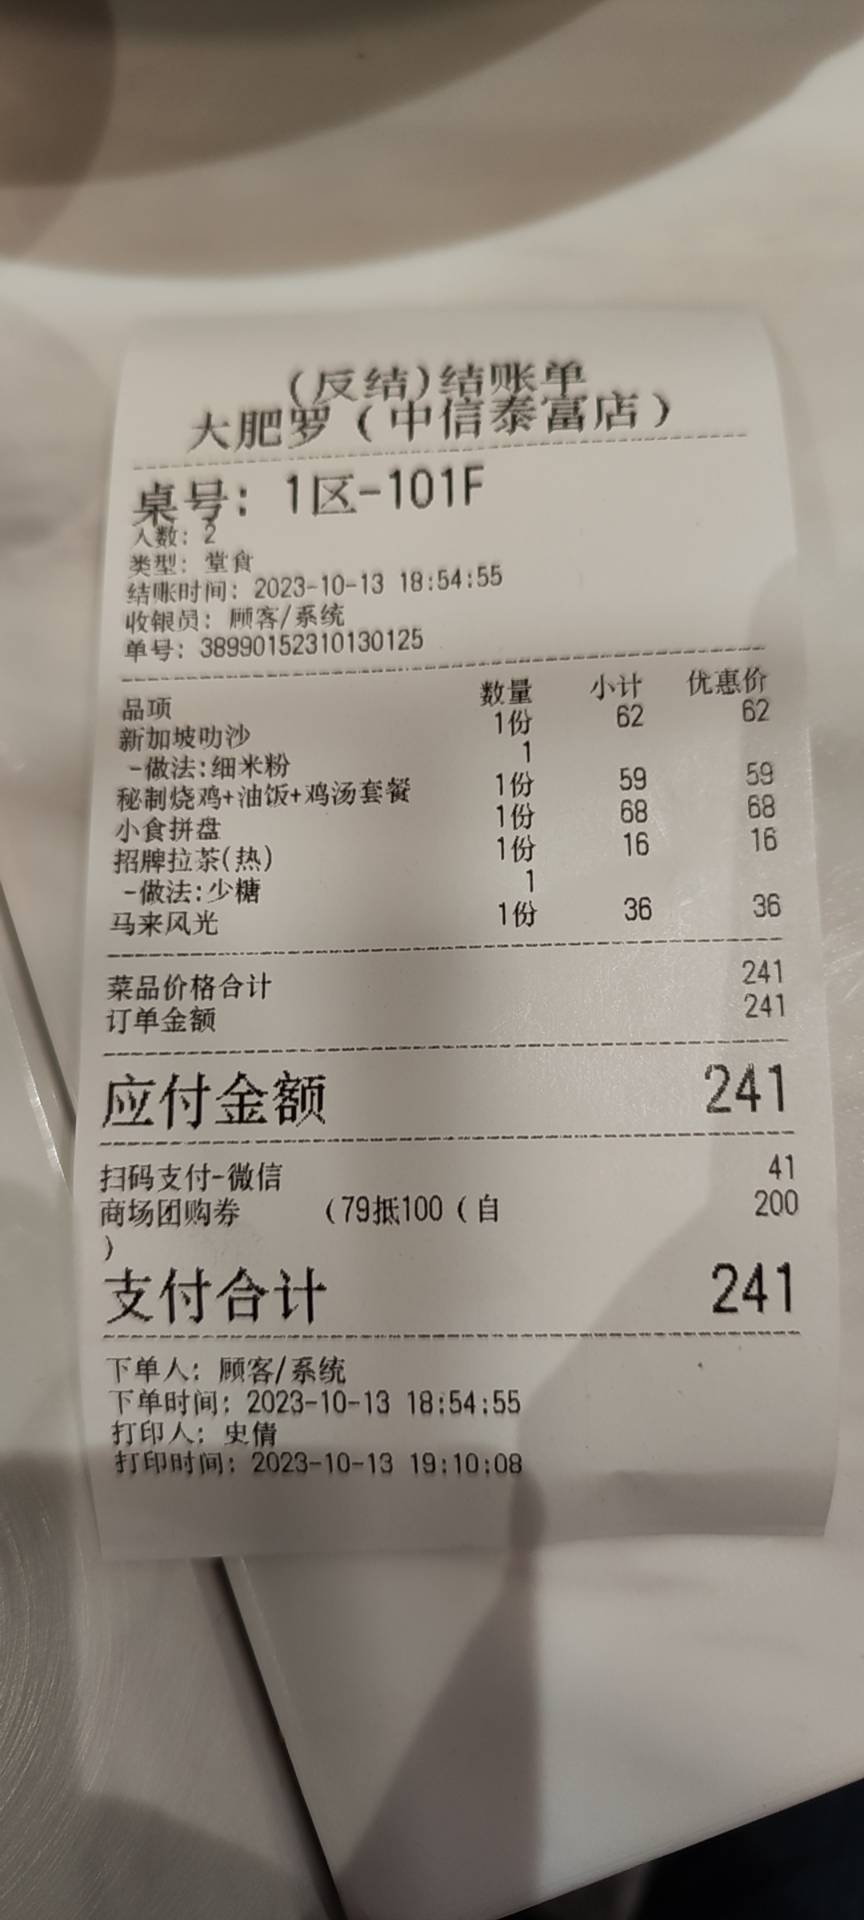 (反结)结账单
大肥罗(中信泰富店)
桌号: 1区-101F
人数: 2
类型: 堂食
结账时间: 2023-10-13 18:54:55
收银员: 顾客/系统
单号: 38990152310130125
品项 数量 小计 优惠价
新加坡叻沙 1份 62 62
-做法:细米粉 1
秘制烧鸡+油饭+鸡汤套餐 1份 59 59
小食拼盘 1份 68 68
招牌拉茶(热) 1份 16 16
-做法:少糖 1
马来风光 1份 36 36
菜品价格合计 241
订单金额 241
应付金额 241
扫码支付-微信 41
商场团购券 (79抵100(自 200
)
支付合计 241
下单人: 顾客/系统
下单时间: 2023-10-13 18:54:55
打印人: 史倩
打印时间: 2023-10-13 19:10:08